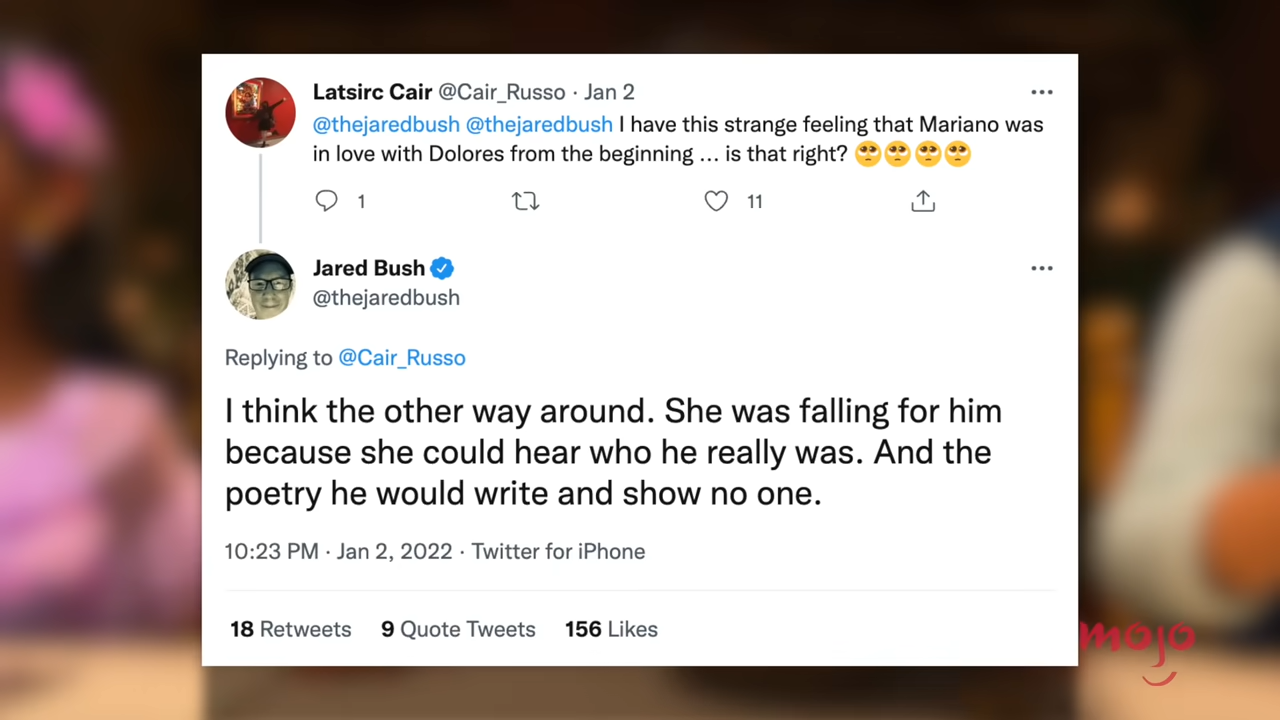 Latsirc Cair @Cair_Russo · Jan 2
@thejaredbush @thejaredbush I have this strange feeling that Mariano was
in love with Dolores from the beginning ... is that right? 🥺🥺🥺🥺
1 11
Jared Bush
@thejaredbush
Replying to @Cair_Russo
I think the other way around. She was falling for him
because she could hear who he really was. And the
poetry he would write and show no one.
10:23 PM · Jan 2, 2022 · Twitter for iPhone
18 Retweets 9 Quote Tweets 156 Likes
mojo